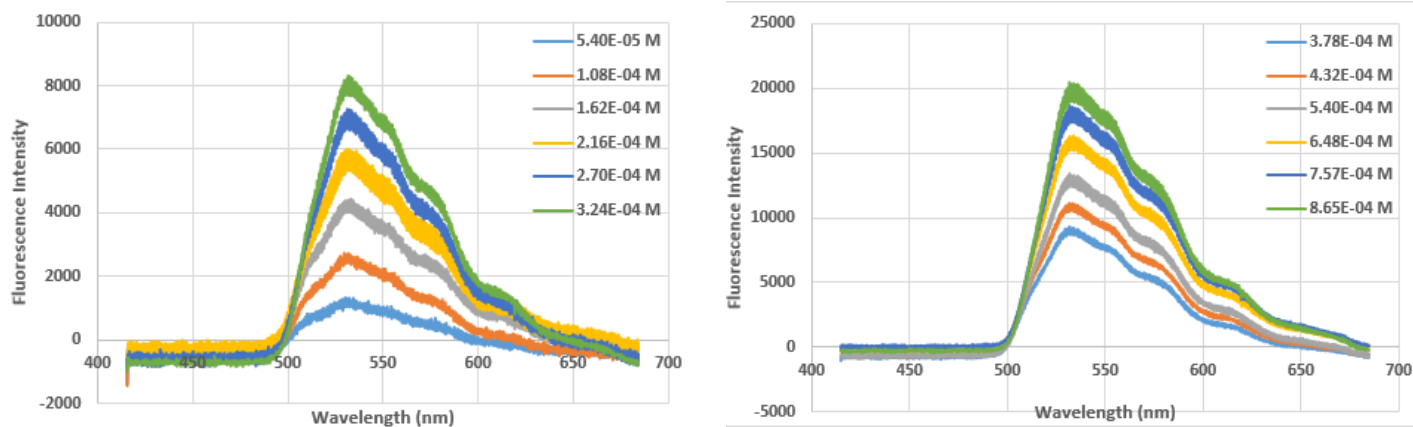 10000
8000
6000
4000
2000
0
-2000
400
450
500
550
600
650
700
Fluorescence Intensity
Wavelength (nm)
5.40E-05 M
1.08E-04 M
1.62E-04 M
2.16E-04 M
2.70E-04 M
3.24E-04 M
25000
20000
15000
10000
5000
0
-5000
400
450
500
550
600
650
700
Fluorescence Intensity
Wavelength (nm)
3.78E-04 M
4.32E-04 M
5.40E-04 M
6.48E-04 M
7.57E-04 M
8.65E-04 M